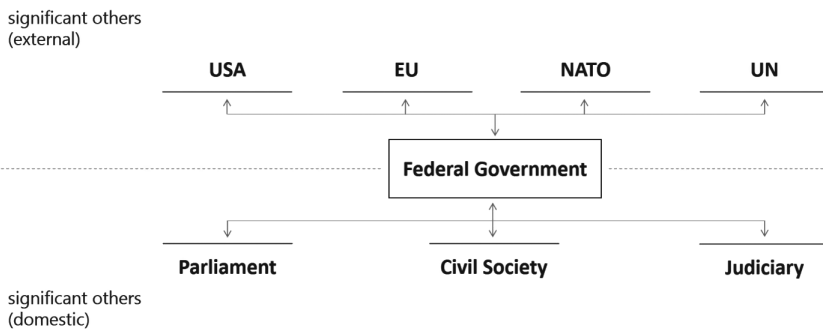 significant others
(external)
USA EU NATO UN
Federal Government
Parliament Civil Society Judiciary
significant others
(domestic)